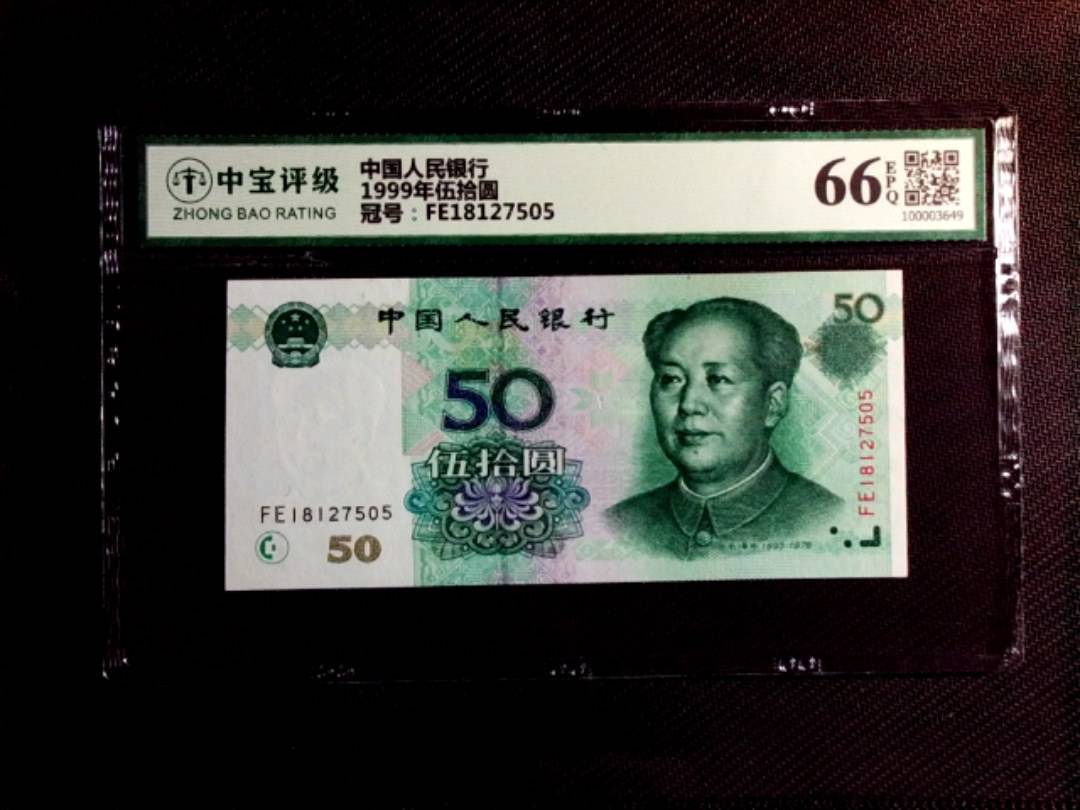 中宝评级
ZHONG BAO RATING
中国人民银行
1999年伍拾圆
冠号：FE18127505
66 EPQ
100003649
中国人民银行
50
50
伍拾圆
FE18127505
FE18127505
50
1893-1976